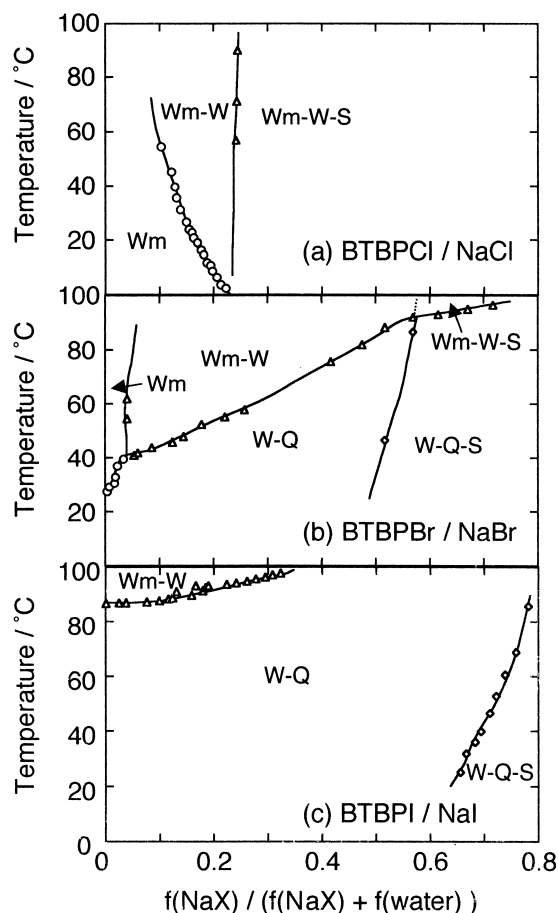 100
80
60
40
20
Temperature / °C
Wm-W
Wm-W-S
Wm
(a) BTBPCl / NaCl
100
80
60
40
20
Temperature / °C
Wm-W
Wm
Wm-W-S
W-Q
W-Q-S
(b) BTBPBr / NaBr
100
80
60
40
20
0
Temperature / °C
Wm-W
W-Q
W-Q-S
(c) BTBPI / NaI
0 0.2 0.4 0.6 0.8
f(NaX) / (f(NaX) + f(water) )